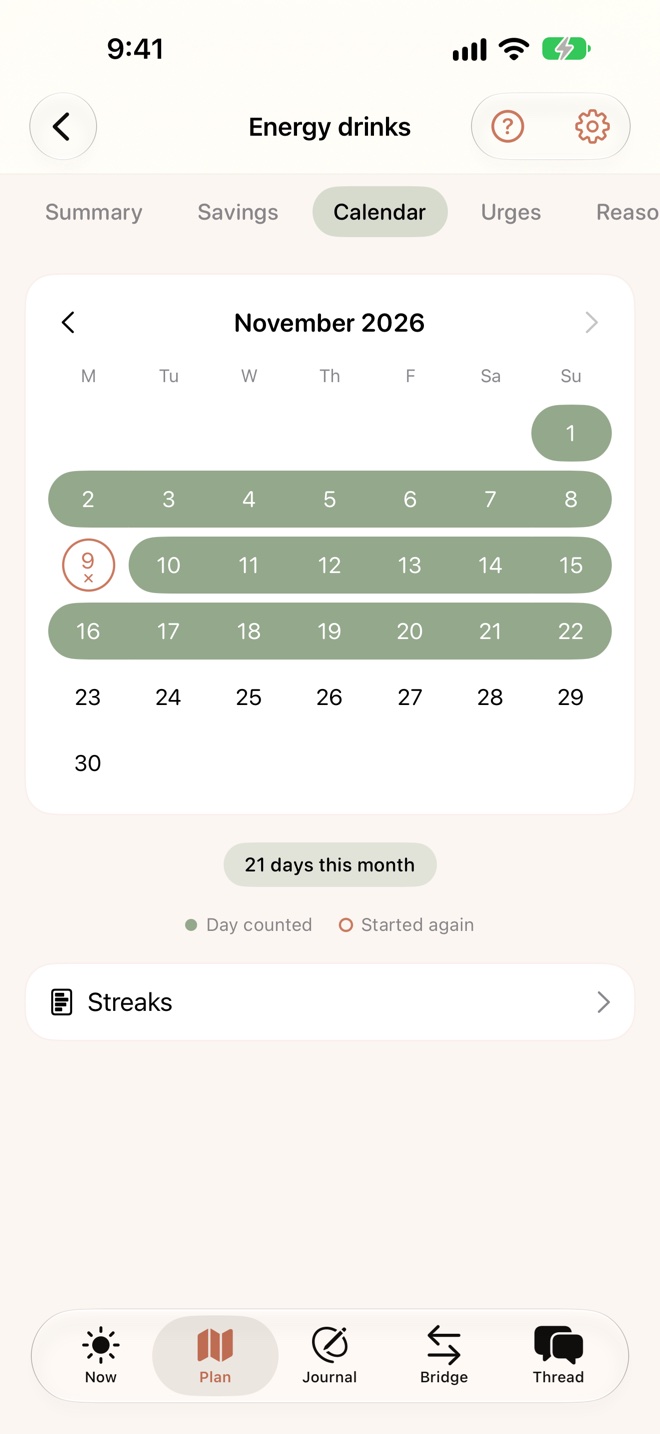 9:41
Energy drinks
?
Summary Savings Calendar Urges Reaso
November 2026
M Tu W Th F Sa Su
1
2 3 4 5 6 7 8
9 10 11 12 13 14 15
×
16 17 18 19 20 21 22
23 24 25 26 27 28 29
30
21 days this month
Day counted Started again
Streaks
Now Plan Journal Bridge Thread